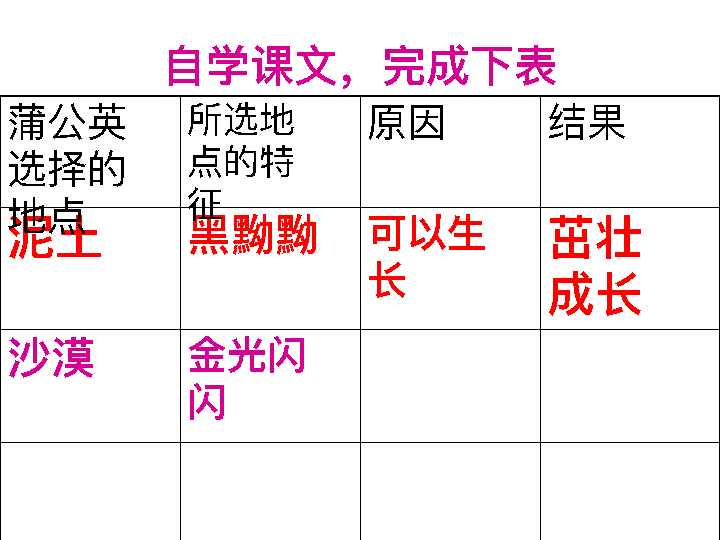 自学课文，完成下表
蒲公英
选择的
地点
所选地
点的特
征
原因
结果
泥土
黑黝黝
可以生
长
茁壮
成长
沙漠
金光闪
闪